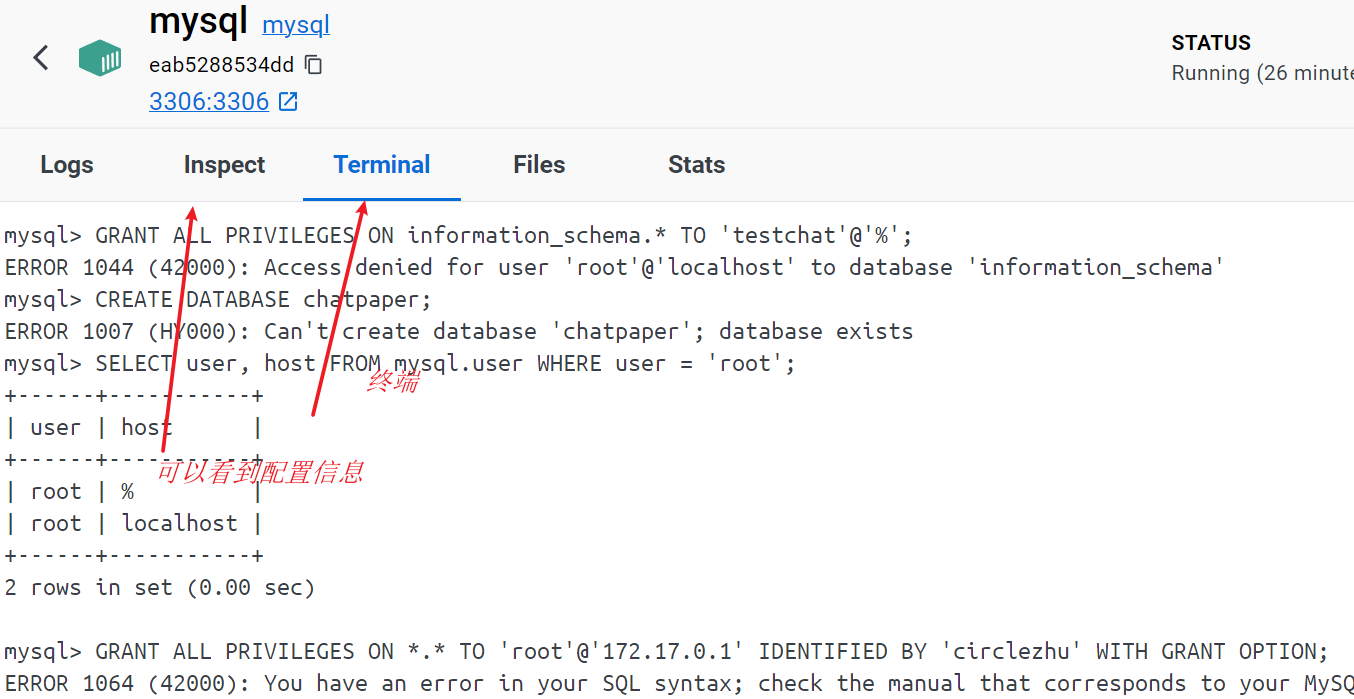 mysql mysql
eab5288534dd
3306:3306
STATUS
Running (26 minute
Logs Inspect Terminal Files Stats
mysql> GRANT ALL PRIVILEGES ON information_schema.* TO 'testchat'@'%';
ERROR 1044 (42000): Access denied for user 'root'@'localhost' to database 'information_schema'
mysql> CREATE DATABASE chatpaper;
ERROR 1007 (HY000): Can't create database 'chatpaper'; database exists
mysql> SELECT user, host FROM mysql.user WHERE user = 'root';
终端
+------+-----------+
| user | host      |
+------+-----------+
可以看到配置信息
| root | %         |
| root | localhost |
+------+-----------+
2 rows in set (0.00 sec)
mysql> GRANT ALL PRIVILEGES ON *.* TO 'root'@'172.17.0.1' IDENTIFIED BY 'circlezhu' WITH GRANT OPTION;
ERROR 1064 (42000): You have an error in your SQL syntax; check the manual that corresponds to your MySQ